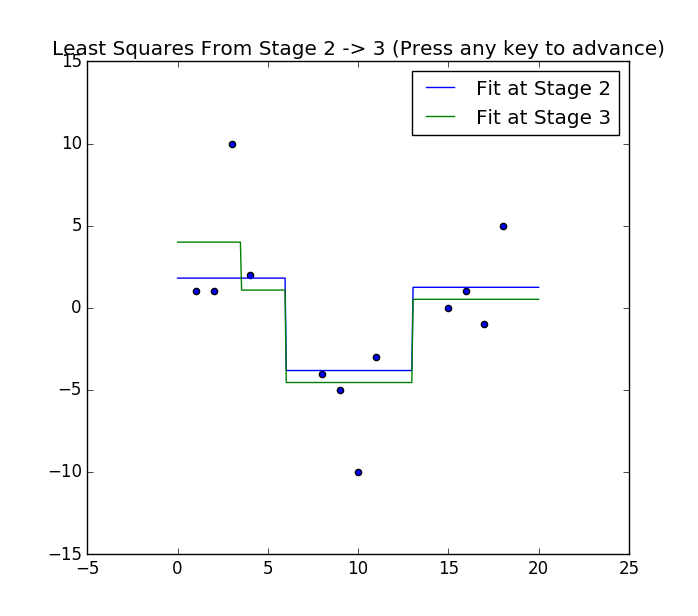 Least Squares From Stage 2 -> 3 (Press any key to advance)
15
10
5
0
−5
−10
−15
Fit at Stage 2
Fit at Stage 3
−5 0 5 10 15 20 25